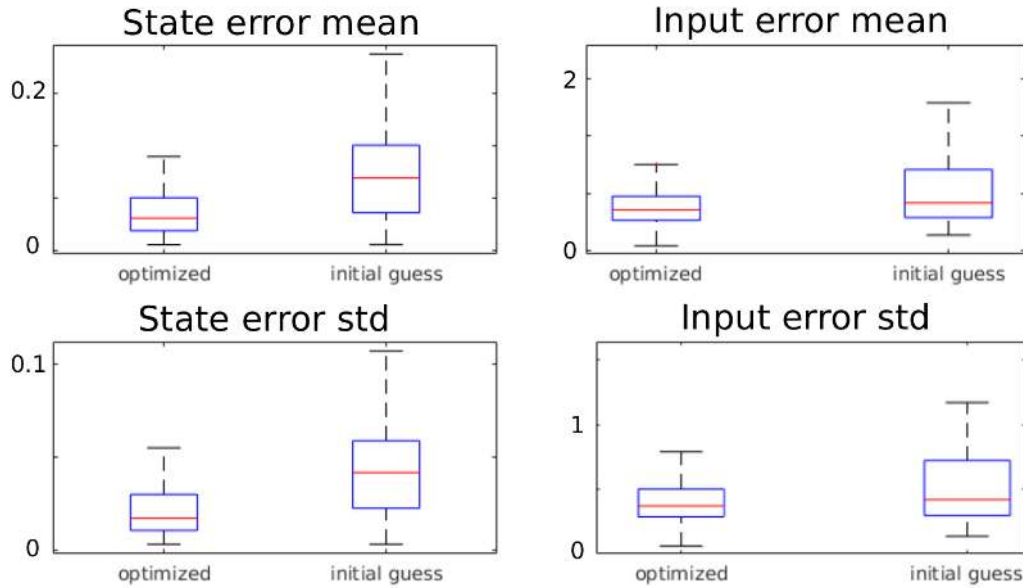 State error mean
0.2
0
optimized
initial guess
Input error mean
2
0
optimized
initial guess
State error std
0.1
0
optimized
initial guess
Input error std
1
0
optimized
initial guess